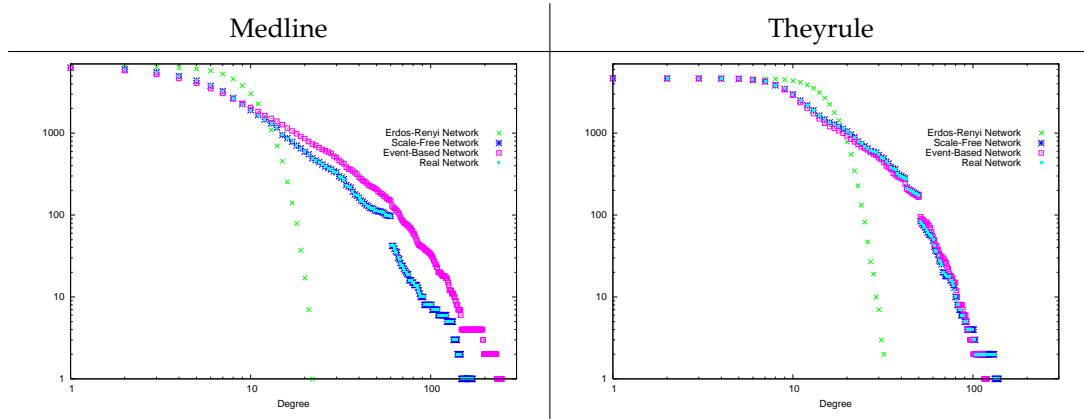 Medline
Theyrule
1000
100
10
1
1
10
100
Degree
Erdos-Renyi Network
Scale-Free Network
Event-Based Network
Real Network
1000
100
10
1
1
10
100
Degree
Erdos-Renyi Network
Scale-Free Network
Event-Based Network
Real Network